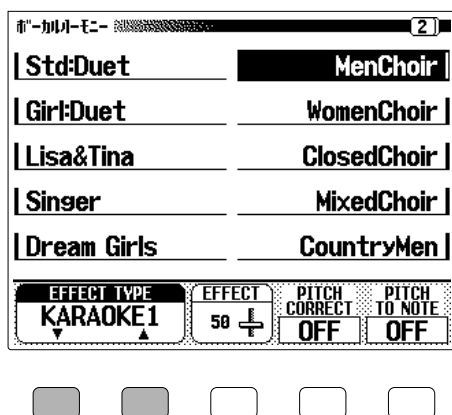 ボーカルハーモニー 2
Std:Duet MenChoir
Girl:Duet WomenChoir
Lisa&Tina ClosedChoir
Singer MixedChoir
Dream Girls CountryMen
EFFECT TYPE EFFECT PITCH CORRECT PITCH TO NOTE
KARAOKE1 50 OFF OFF